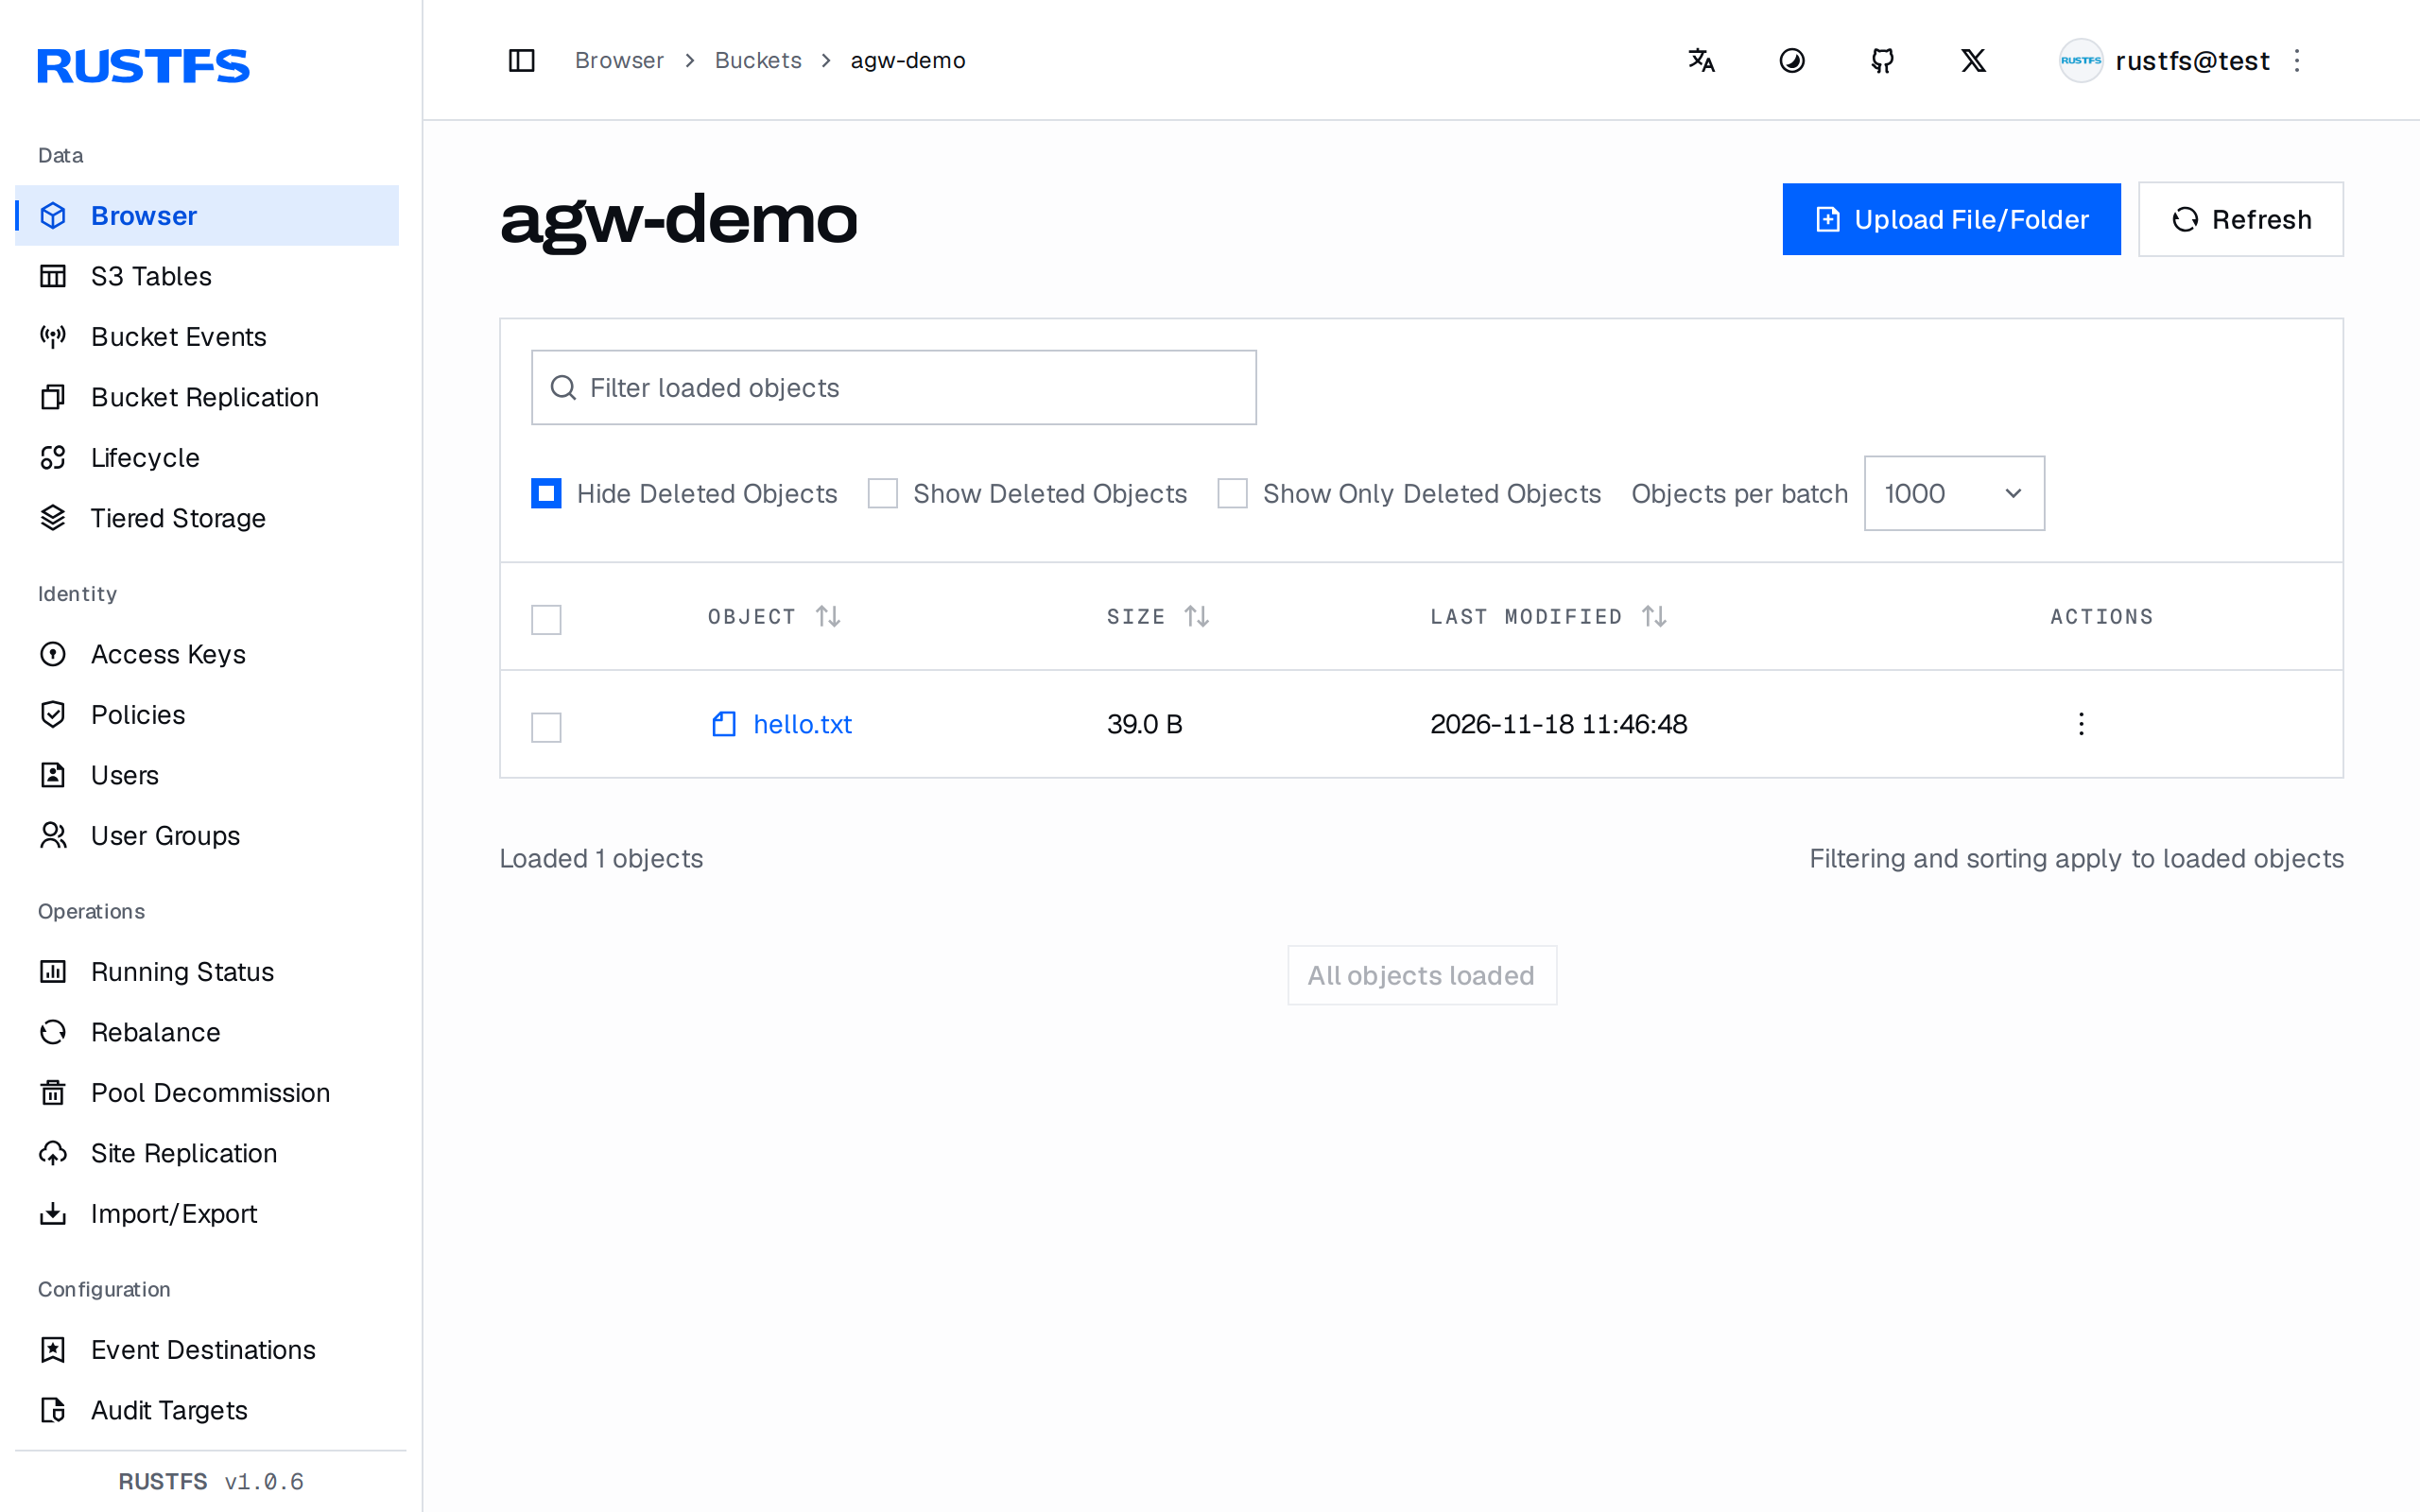 RUSTFS
Data
Browser
S3 Tables
Bucket Events
Bucket Replication
Lifecycle
Tiered Storage
Identity
Access Keys
Policies
Users
User Groups
Operations
Running Status
Rebalance
Pool Decommission
Site Replication
Import/Export
Configuration
Event Destinations
Audit Targets
RUSTFS v1.0.6
Browser > Buckets > agw-demo
RUSTFS rustfs@test
agw-demo
Upload File/Folder
Refresh
Filter loaded objects
Hide Deleted Objects Show Deleted Objects Show Only Deleted Objects Objects per batch 1000
OBJECT SIZE LAST MODIFIED ACTIONS
hello.txt 39.0 B 2026-11-18 11:46:48
Loaded 1 objects Filtering and sorting apply to loaded objects
All objects loaded